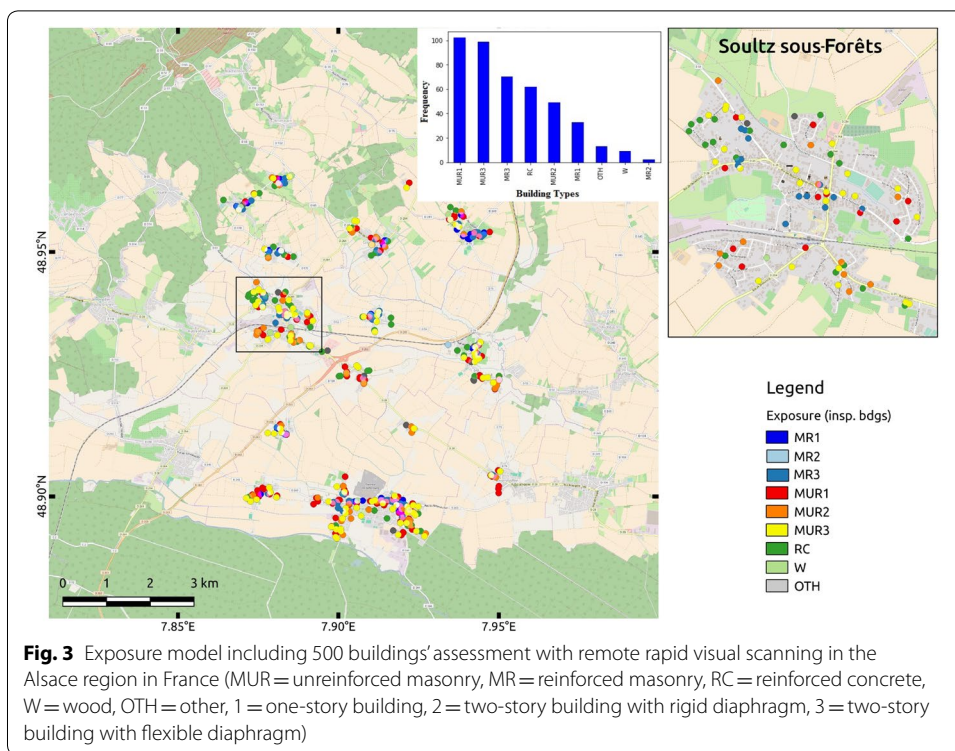 Soultz sous-Forêts
100
80
60
40
20
0
Frequency
MUR1
MUR3
MR3
RC
MUR2
MR1
OTH
W
MR2
Building Types
48.95°N
48.90°N
0 1 2 3 km
7.85°E 7.90°E 7.95°E
Legend
Exposure (insp. bdgs)
MR1
MR2
MR3
MUR1
MUR2
MUR3
RC
W
OTH
Fig. 3 Exposure model including 500 buildings’ assessment with remote rapid visual scanning in the
Alsace region in France (MUR = unreinforced masonry, MR = reinforced masonry, RC = reinforced concrete,
W = wood, OTH = other, 1 = one-story building, 2 = two-story building with rigid diaphragm, 3 = two-story
building with flexible diaphragm)